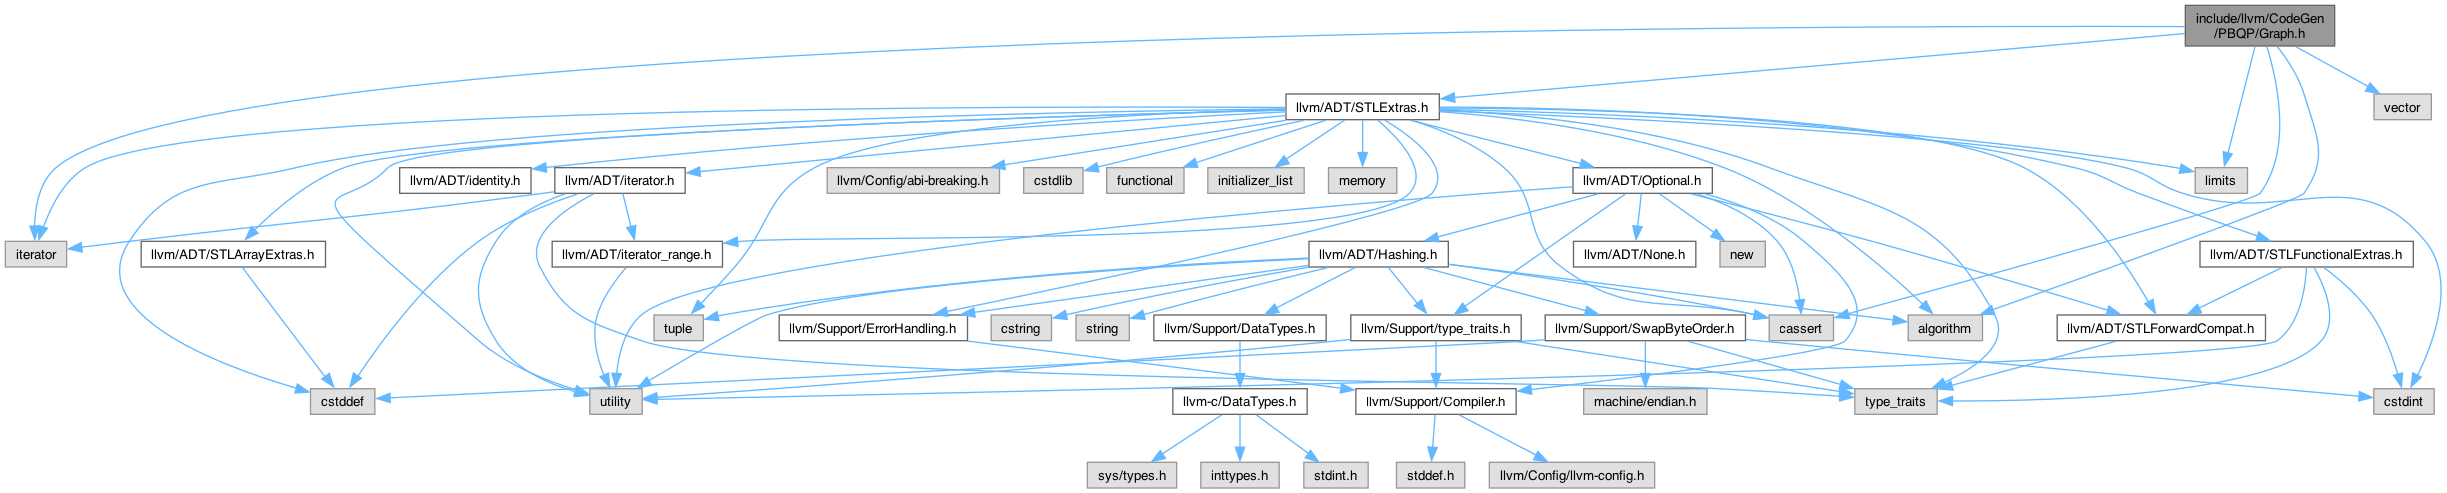 include/llvm/CodeGen
/PBQP/Graph.h
llvm/ADT/STLExtras.h
vector
llvm/ADT/identity.h
llvm/ADT/iterator.h
llvm/Config/abi-breaking.h
cstdlib
functional
initializer_list
memory
llvm/ADT/Optional.h
limits
iterator
llvm/ADT/STLArrayExtras.h
llvm/ADT/iterator_range.h
llvm/ADT/Hashing.h
llvm/ADT/None.h
new
llvm/ADT/STLFunctionalExtras.h
tuple
llvm/Support/ErrorHandling.h
cstring
string
llvm/Support/DataTypes.h
llvm/Support/type_traits.h
llvm/Support/SwapByteOrder.h
cassert
algorithm
llvm/ADT/STLForwardCompat.h
cstddef
utility
llvm-c/DataTypes.h
llvm/Support/Compiler.h
machine/endian.h
type_traits
cstdint
sys/types.h
inttypes.h
stdint.h
stddef.h
llvm/Config/llvm-config.h